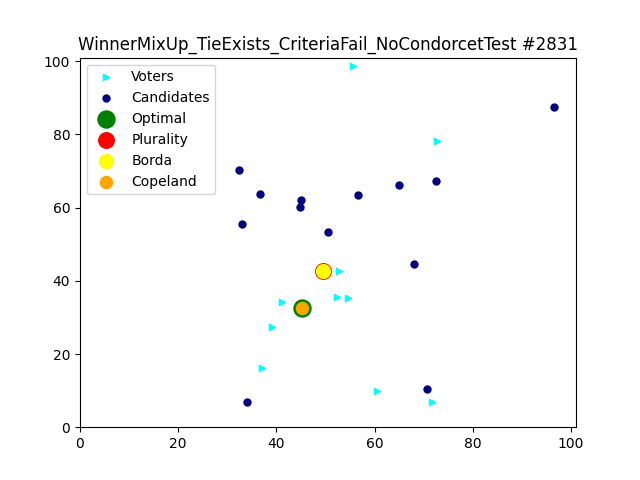 WinnerMixUp_TieExists_CriteriaFail_NoCondorcetTest #2831
Voters
Candidates
Optimal
Plurality
Borda
Copeland
100
80
60
40
20
0
0 20 40 60 80 100